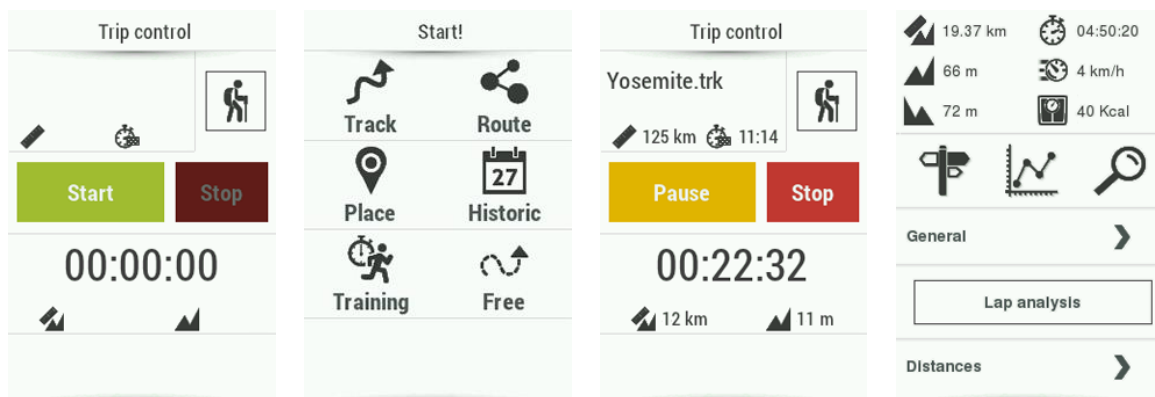 Trip control
Start
Stop
00:00:00
Start!
Track
Route
27
Place
Historic
Training
Free
Trip control
Yosemite.trk
125 km
11:14
Pause
Stop
00:22:32
12 km
11 m
19.37 km
04:50:20
66 m
4 km/h
72 m
40 Kcal
General
Lap analysis
Distances